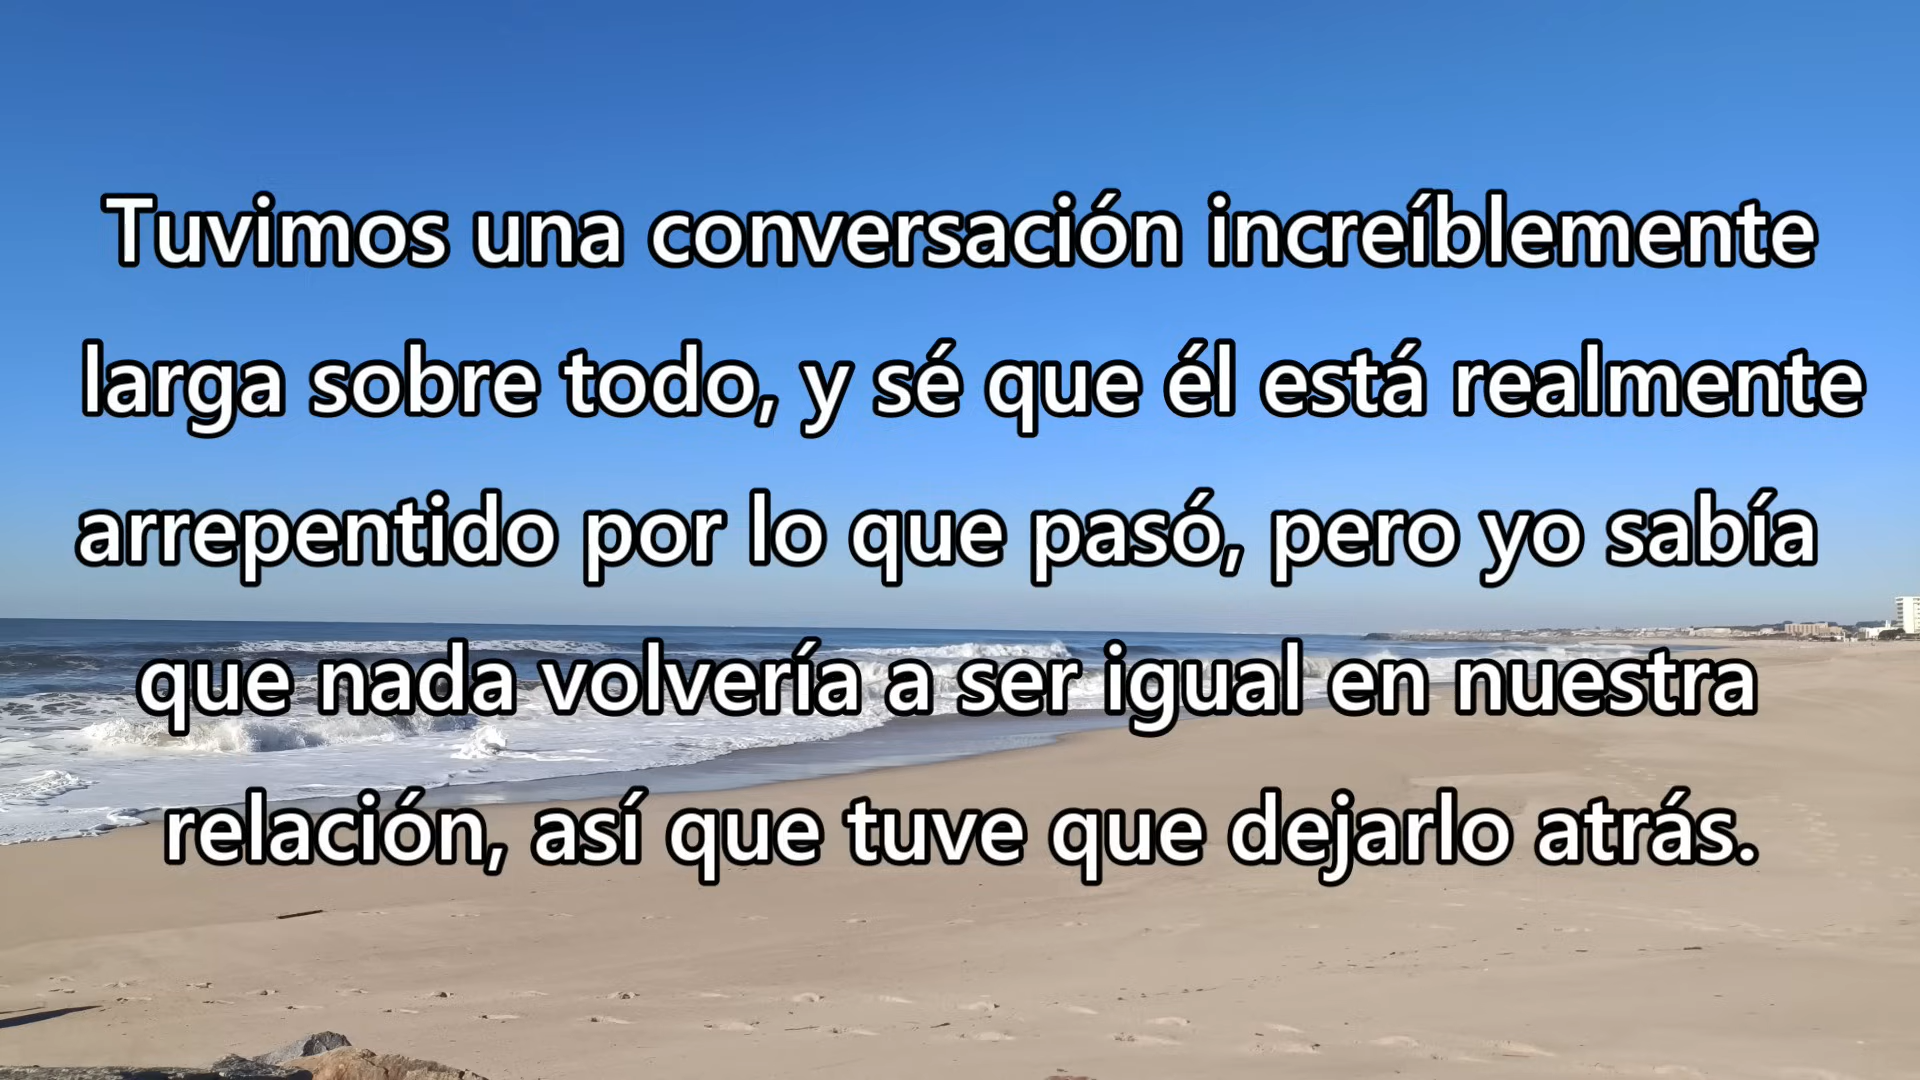 Tuvimos una conversación increíblemente
larga sobre todo, y sé que él está realmente
arrepentido por lo que pasó, pero yo sabía
que nada volvería a ser igual en nuestra
relación, así que tuve que dejarlo atrás.